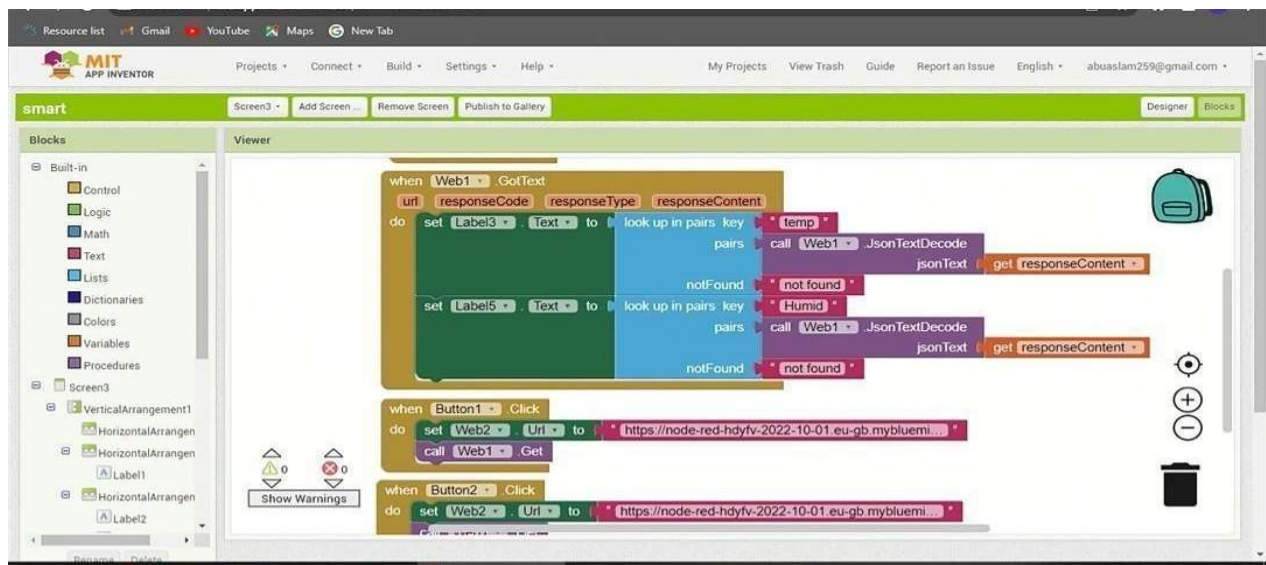 Resource list Gmail YouTube Maps New Tab
MIT
APP INVENTOR
Projects Connect Build Settings Help My Projects View Trash Guide Report an Issue English abuaslam259@gmail.com
smart Screen3 Add Screen ... Remove Screen Publish to Gallery Designer Blocks
Blocks
Built-in
Control
Logic
Math
Text
Lists
Dictionaries
Colors
Variables
Procedures
Screen3
VerticalArrangement1
HorizontalArrangen
HorizontalArrangen
Label1
HorizontalArrangen
Label2
Rename Delete
Viewer
when Web1 .GotText
url responseCode responseType responseContent
do set Label3 . Text to look up in pairs key " temp "
pairs call Web1 .JsonTextDecode
jsonText get responseContent
notFound " not found "
set Label5 . Text to look up in pairs key " Humid "
pairs call Web1 .JsonTextDecode
jsonText get responseContent
notFound " not found "
when Button1 .Click
do set Web2 . Url to " https://node-red-hdyfv-2022-10-01.eu-gb.mybluemi... "
call Web1 .Get
when Button2 .Click
do set Web2 . Url to " https://node-red-hdyfv-2022-10-01.eu-gb.mybluemi... "
0 0
Show Warnings